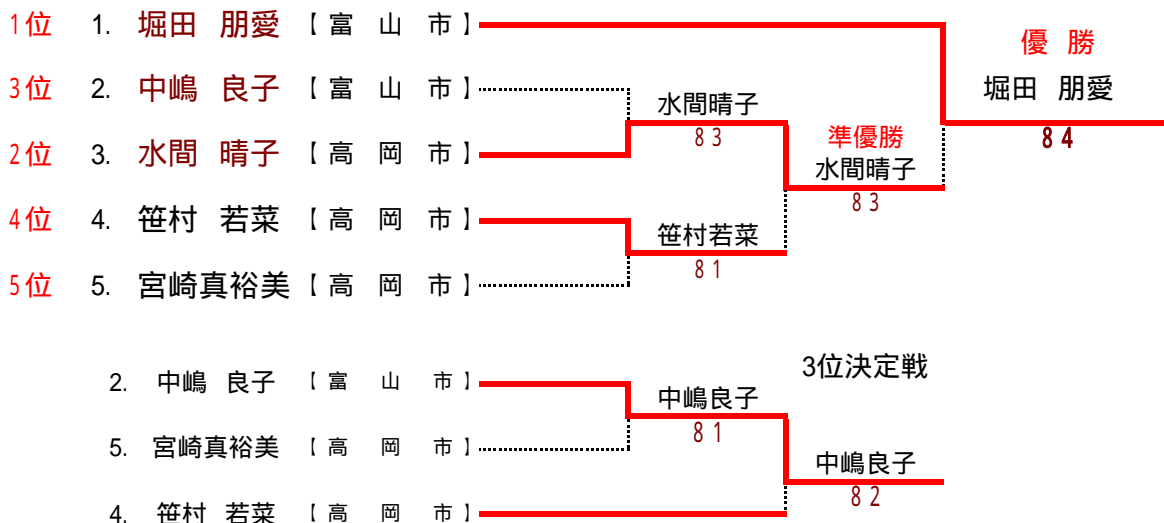 1位 1. 堀田 朋愛 【 富 山 市 】
優 勝
3位 2. 中嶋 良子 【 富 山 市 】
堀田 朋愛
水間晴子
8 3
準優勝
8 4
2位 3. 水間 晴子 【 高 岡 市 】
水間晴子
8 3
4位 4. 笹村 若菜 【 高 岡 市 】
笹村若菜
8 1
5位 5. 宮崎真裕美 【 高 岡 市 】
3位決定戦
2. 中嶋 良子 【 富 山 市 】
中嶋良子
8 1
5. 宮崎真裕美 【 高 岡 市 】
中嶋良子
8 2
4. 笹村 若菜 【 高 岡 市 】